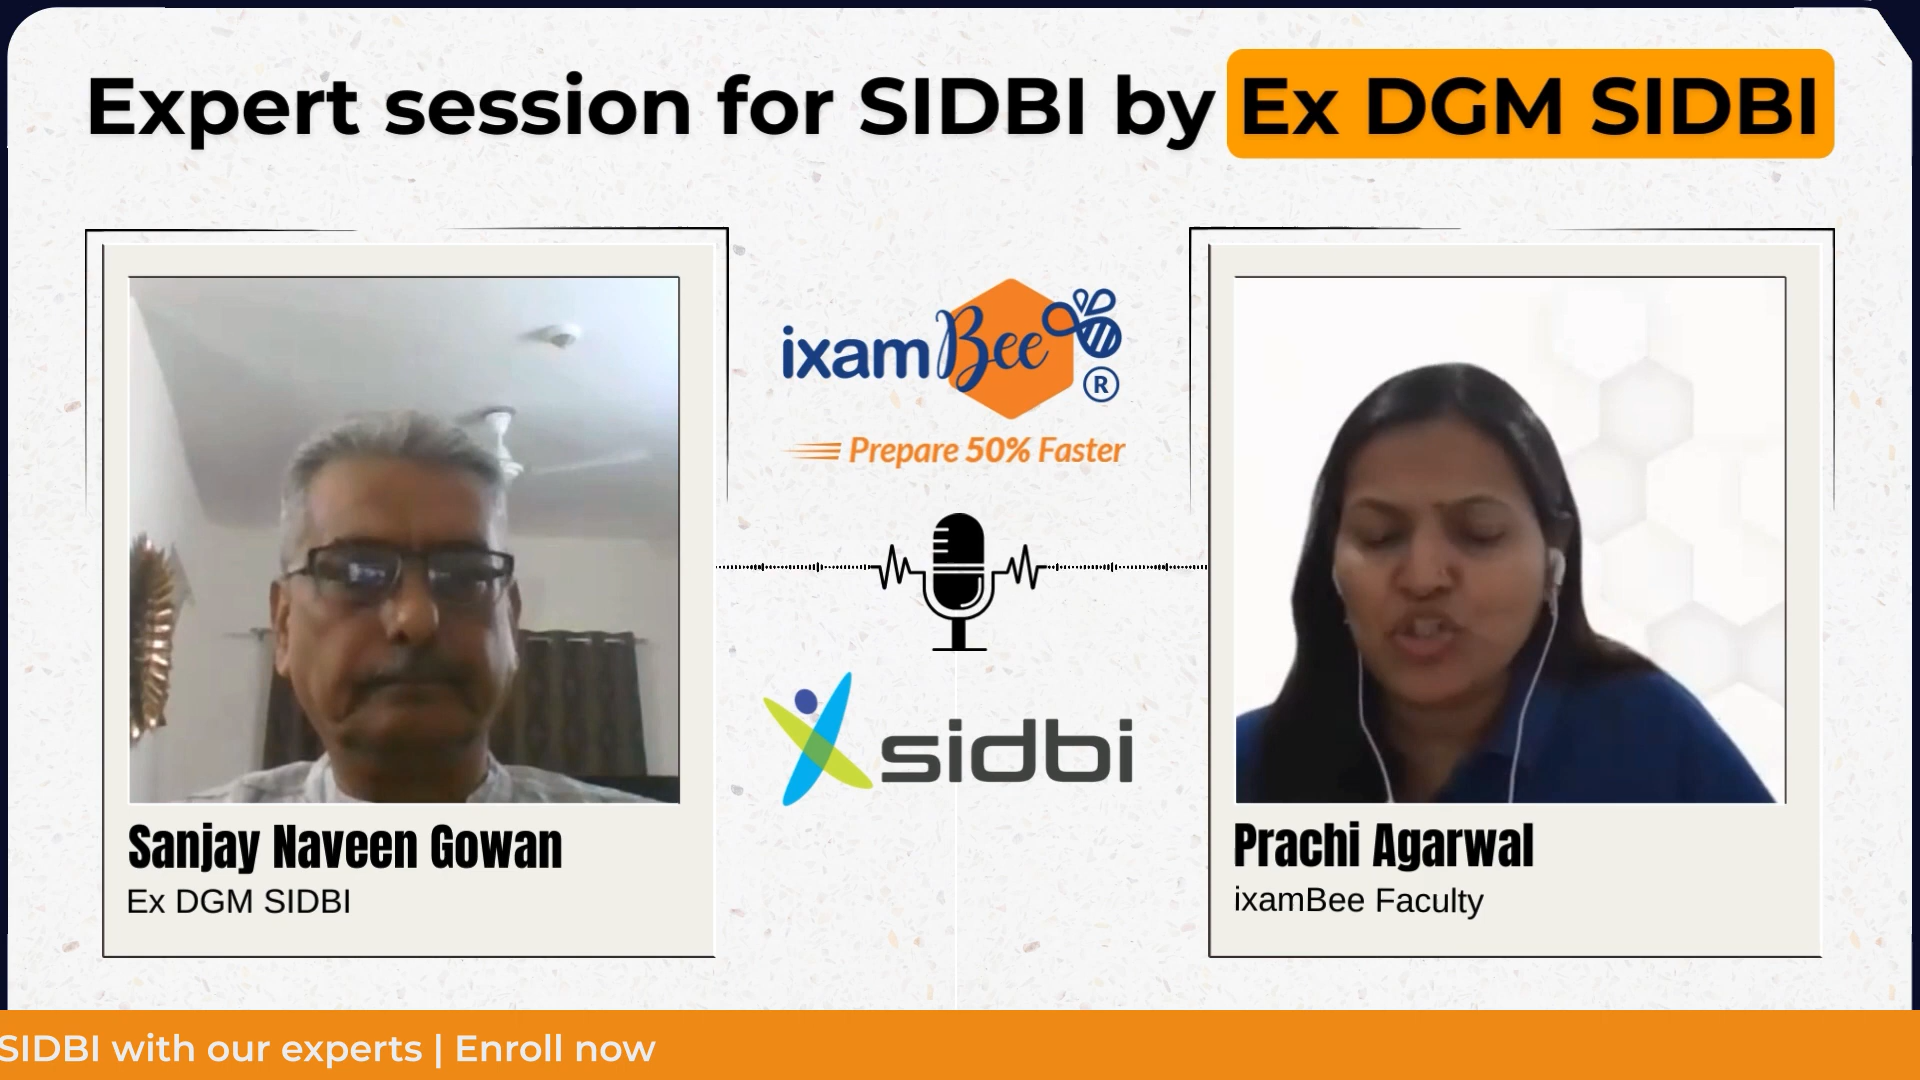 Expert session for SIDBI by Ex DGM SIDBI
ixamBee
®
Prepare 50% Faster
sidbi
Sanjay Naveen Gowan
Ex DGM SIDBI
Prachi Agarwal
ixamBee Faculty
SIDBI with our experts | Enroll now